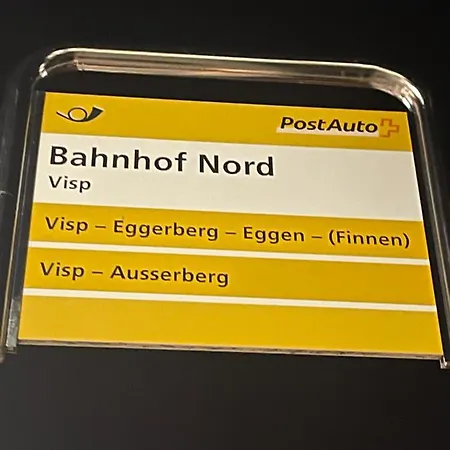 PostAuto
Bahnhof Nord
Visp
Visp – Eggerberg – Eggen – (Finnen)
Visp – Ausserberg